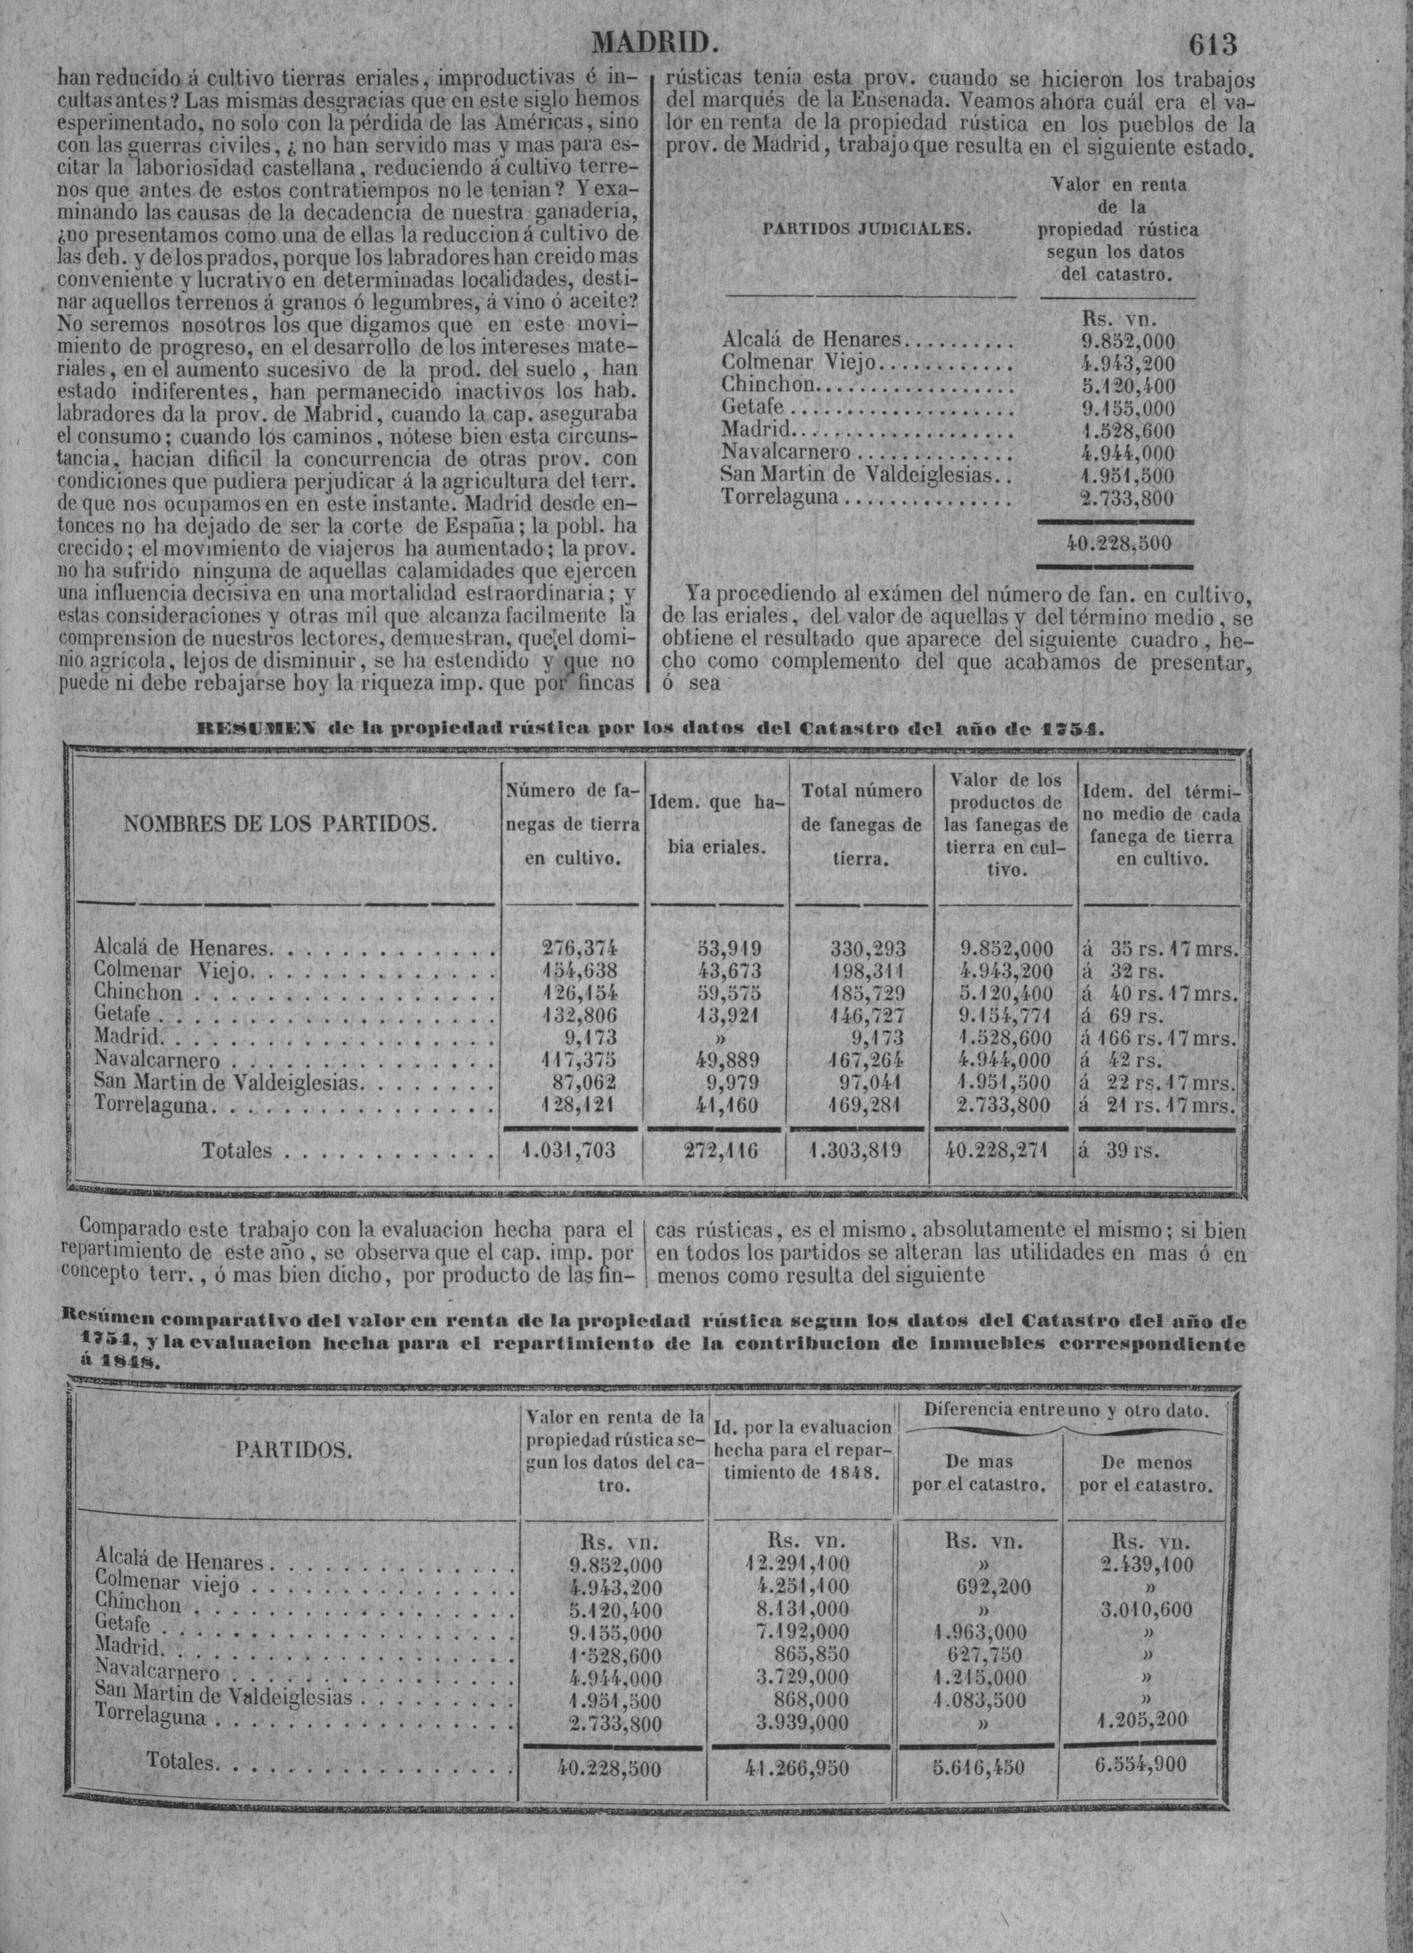 MADRID.
613
han reducido á cultivo tierras eriales, improductivas é in-
cultas antes? Las mismas desgracias que en este siglo hemos
esperimentado, no solo con la pérdida de las Américas, sino
con las guerras civiles, ¿ no han servido mas y mas para es-
citar la laboriosidad castellana, reduciendo á cultivo terre-
nos que antes de estos contratiempos no le tenian? Y exa-
minando las causas de la decadencia de nuestra ganadería,
¿no presentamos como una de ellas la reduccion á cultivo de
las deh. y de los prados, porque los labradores han creido mas
conveniente y lucrativo en determinadas localidades, desti-
nar aquellos terrenos á granos ó legumbres, á vino ó aceite?
No seremos nosotros los que digamos que en este movi-
miento de progreso, en el desarrollo de los intereses mate-
riales, en el aumento sucesivo de la prod. del suelo, han
estado indiferentes, han permanecido inactivos los hab.
labradores da la prov. de Mabrid, cuando la cap. aseguraba
el consumo; cuando los caminos, nótese bien esta circuns-
tancia, hacian dificil la concurrencia de otras prov. con
condiciones que pudiera perjudicar á la agricultura del terr.
de que nos ocupamos en en este instante. Madrid desde en-
tonces no ha dejado de ser la corte de España; la pobl. ha
crecido; el movimiento de viajeros ha aumentado; la prov.
no ha sufrido ninguna de aquellas calamidades que ejercen
una influencia decisiva en una mortalidad estraordinaria; y
estas consideraciones y otras mil que alcanza facilmente la
comprension de nuestros lectores, demuestran, que el domi-
nio agricola, lejos de disminuir, se ha estendido y que no
puede ni debe rebajarse hoy la riqueza imp. que por fincas
rústicas tenia esta prov. cuando se hicieron los trabajos
del marqués de la Ensenada. Veamos ahora cuál era el va-
lor en renta de la propiedad rústica en los pueblos de la
prov. de Madrid, trabajo que resulta en el siguiente estado.
PARTIDOS JUDICIALES.
Valor en renta
de la
propiedad rústica
segun los datos
del catastro.
Rs. vn.
Alcalá de Henares.......... 9.852,000
Colmenar Viejo............ 4.943,200
Chinchon.................. 5.120,400
Getafe.................... 9.155,000
Madrid.................... 1.528,600
Navalcarnero.............. 4.944,000
San Martin de Valdeiglesias.. 1.951,500
Torrelaguna............... 2.733,800
40.228,500
Ya procediendo al exámen del número de fan. en cultivo,
de las eriales, del valor de aquellas y del término medio, se
obtiene el resultado que aparece del siguiente cuadro, he-
cho como complemento del que acabamos de presentar,
ó sea
RESUMEN de la propiedad rústica por los datos del Catastro del año de 1754.
NOMBRES DE LOS PARTIDOS.
Número de fa-
negas de tierra
en cultivo.
Idem. que ha-
bia eriales.
Total número
de fanegas de
tierra.
Valor de los
productos de
las fanegas de
tierra en cul-
tivo.
Idem. del térmi-
no medio de cada
fanega de tierra
en cultivo.
Alcalá de Henares. 276,374 53,919 330,293 9.852,000 á 35 rs. 17 mrs.
Colmenar Viejo. 154,638 43,673 198,311 4.943,200 á 32 rs.
Chinchon 126,154 59,575 185,729 5.120,400 á 40 rs. 17 mrs.
Getafe 132,806 13,921 146,727 9.154,771 á 69 rs.
Madrid. 9,173 » 9,173 1.528,600 á 166 rs. 17 mrs.
Navalcarnero 117,375 49,889 167,264 4.944,000 á 42 rs.
San Martin de Valdeiglesias. 87,062 9,979 97,041 1.951,500 á 22 rs. 17 mrs.
Torrelaguna. 128,121 41,160 169,281 2.733,800 á 21 rs. 17 mrs.
Totales 1.031,703 272,116 1.303,819 40.228,271 á 39 rs.
Comparado este trabajo con la evaluacion hecha para el
repartimiento de este año, se observa que el cap. imp. por
concepto terr., ó mas bien dicho, por producto de las fin-
cas rústicas, es el mismo, absolutamente el mismo; si bien
en todos los partidos se alteran las utilidades en mas ó en
menos como resulta del siguiente
Resúmen comparativo del valor en renta de la propiedad rústica segun los datos del Catastro del año de
1754, y la evaluacion hecha para el repartimiento de la contribucion de inmuebles correspondiente
á 1848.
PARTIDOS.
Valor en renta de la
propiedad rústica se-
gun los datos del ca-
tro.
Id. por la evaluacion
hecha para el repar-
timiento de 1848.
Diferencia entre uno y otro dato.
De mas
por el catastro.
De menos
por el catastro.
Rs. vn. Rs. vn. Rs. vn. Rs. vn.
Alcalá de Henares 9.852,000 12.291,100 » 2.439,100
Colmenar viejo 4.943,200 4.251,100 692,200 »
Chinchon 5.120,400 8.131,000 » 3.010,600
Getafe 9.155,000 7.192,000 1.963,000 »
Madrid. 1·528,600 865,850 627,750 »
Navalcarnero 4.944,000 3.729,000 1.215,000 »
San Martin de Valdeiglesias 1.951,500 868,000 1.083,500 »
Torrelaguna 2.733,800 3.939,000 » 1.205,200
Totales. 40.228,500 41.266,950 5.616,450 6.554,900